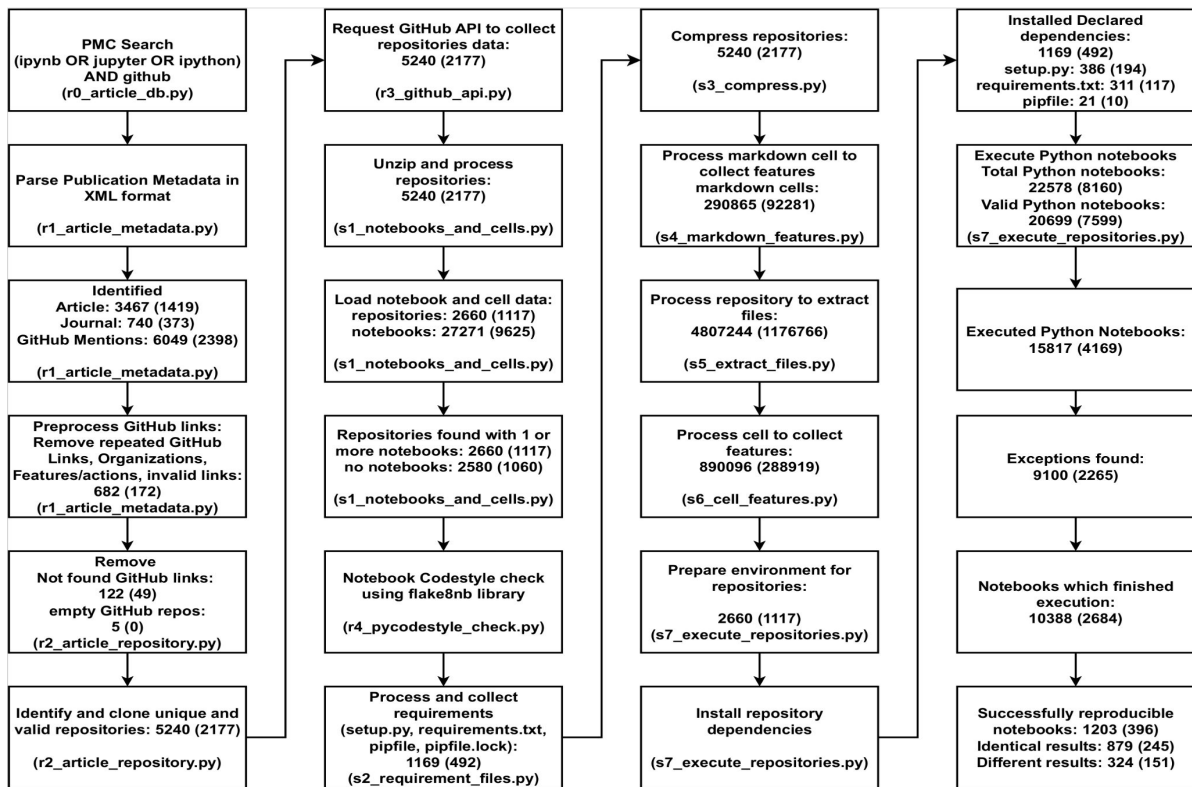 PMC Search
(ipynb OR jupyter OR ipython)
AND github
(r0_article_db.py)
Parse Publication Metadata in
XML format
(r1_article_metadata.py)
Identified
Article: 3467 (1419)
Journal: 740 (373)
GitHub Mentions: 6049 (2398)
(r1_article_metadata.py)
Preprocess GitHub links:
Remove repeated GitHub
Links, Organizations,
Features/actions, invalid links:
682 (172)
(r1_article_metadata.py)
Remove
Not found GitHub links:
122 (49)
empty GitHub repos:
5 (0)
(r2_article_repository.py)
Identify and clone unique and
valid repositories: 5240 (2177)
(r2_article_repository.py)
Request GitHub API to collect
repositories data:
5240 (2177)
(r3_github_api.py)
Unzip and process
repositories:
5240 (2177)
(s1_notebooks_and_cells.py)
Load notebook and cell data:
repositories: 2660 (1117)
notebooks: 27271 (9625)
(s1_notebooks_and_cells.py)
Repositories found with 1 or
more notebooks: 2660 (1117)
no notebooks: 2580 (1060)
(s1_notebooks_and_cells.py)
Notebook Codestyle check
using flake8nb library
(r4_pycodestyle_check.py)
Process and collect
requirements
(setup.py, requirements.txt,
pipfile, pipfile.lock):
1169 (492)
(s2_requirement_files.py)
Compress repositories:
5240 (2177)
(s3_compress.py)
Process markdown cell to
collect features
markdown cells:
290865 (92281)
(s4_markdown_features.py)
Process repository to extract
files:
4807244 (1176766)
(s5_extract_files.py)
Process cell to collect
features:
890096 (288919)
(s6_cell_features.py)
Prepare environment for
repositories:
2660 (1117)
(s7_execute_repositories.py)
Install repository
dependencies
(s7_execute_repositories.py)
Installed Declared
dependencies:
1169 (492)
setup.py: 386 (194)
requirements.txt: 311 (117)
pipfile: 21 (10)
Execute Python notebooks
Total Python notebooks:
22578 (8160)
Valid Python notebooks:
20699 (7599)
(s7_execute_repositories.py)
Executed Python Notebooks:
15817 (4169)
Exceptions found:
9100 (2265)
Notebooks which finished
execution:
10388 (2684)
Successfully reproducible
notebooks: 1203 (396)
Identical results: 879 (245)
Different results: 324 (151)